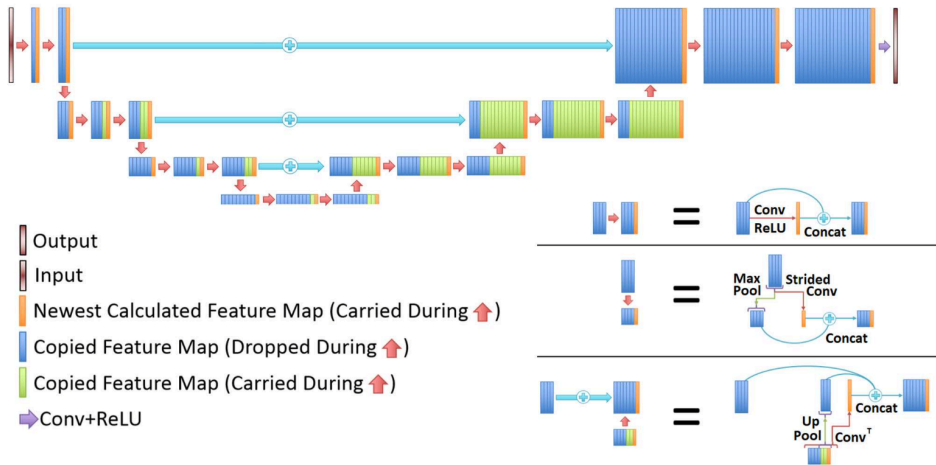 Output
Input
Newest Calculated Feature Map (Carried During )
Copied Feature Map (Dropped During )
Copied Feature Map (Carried During )
Conv+ReLU
=
Conv
ReLU
Concat
=
Max Strided
Pool Conv
Concat
=
Concat
Up
Pool Conv T